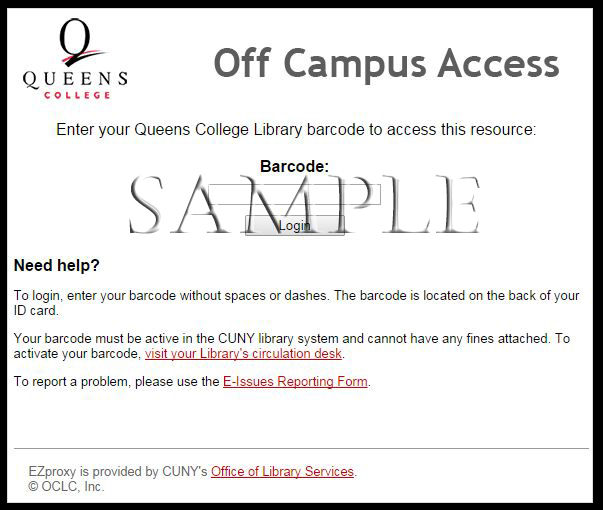 QUEENS
COLLEGE
Off Campus Access
Enter your Queens College Library barcode to access this resource:
Barcode:
SAMPLE
Login
Need help?
To login, enter your barcode without spaces or dashes. The barcode is located on the back of your
ID card.
Your barcode must be active in the CUNY library system and cannot have any fines attached. To
activate your barcode, visit your Library's circulation desk.
To report a problem, please use the E-Issues Reporting Form.
EZproxy is provided by CUNY's Office of Library Services.
© OCLC, Inc.